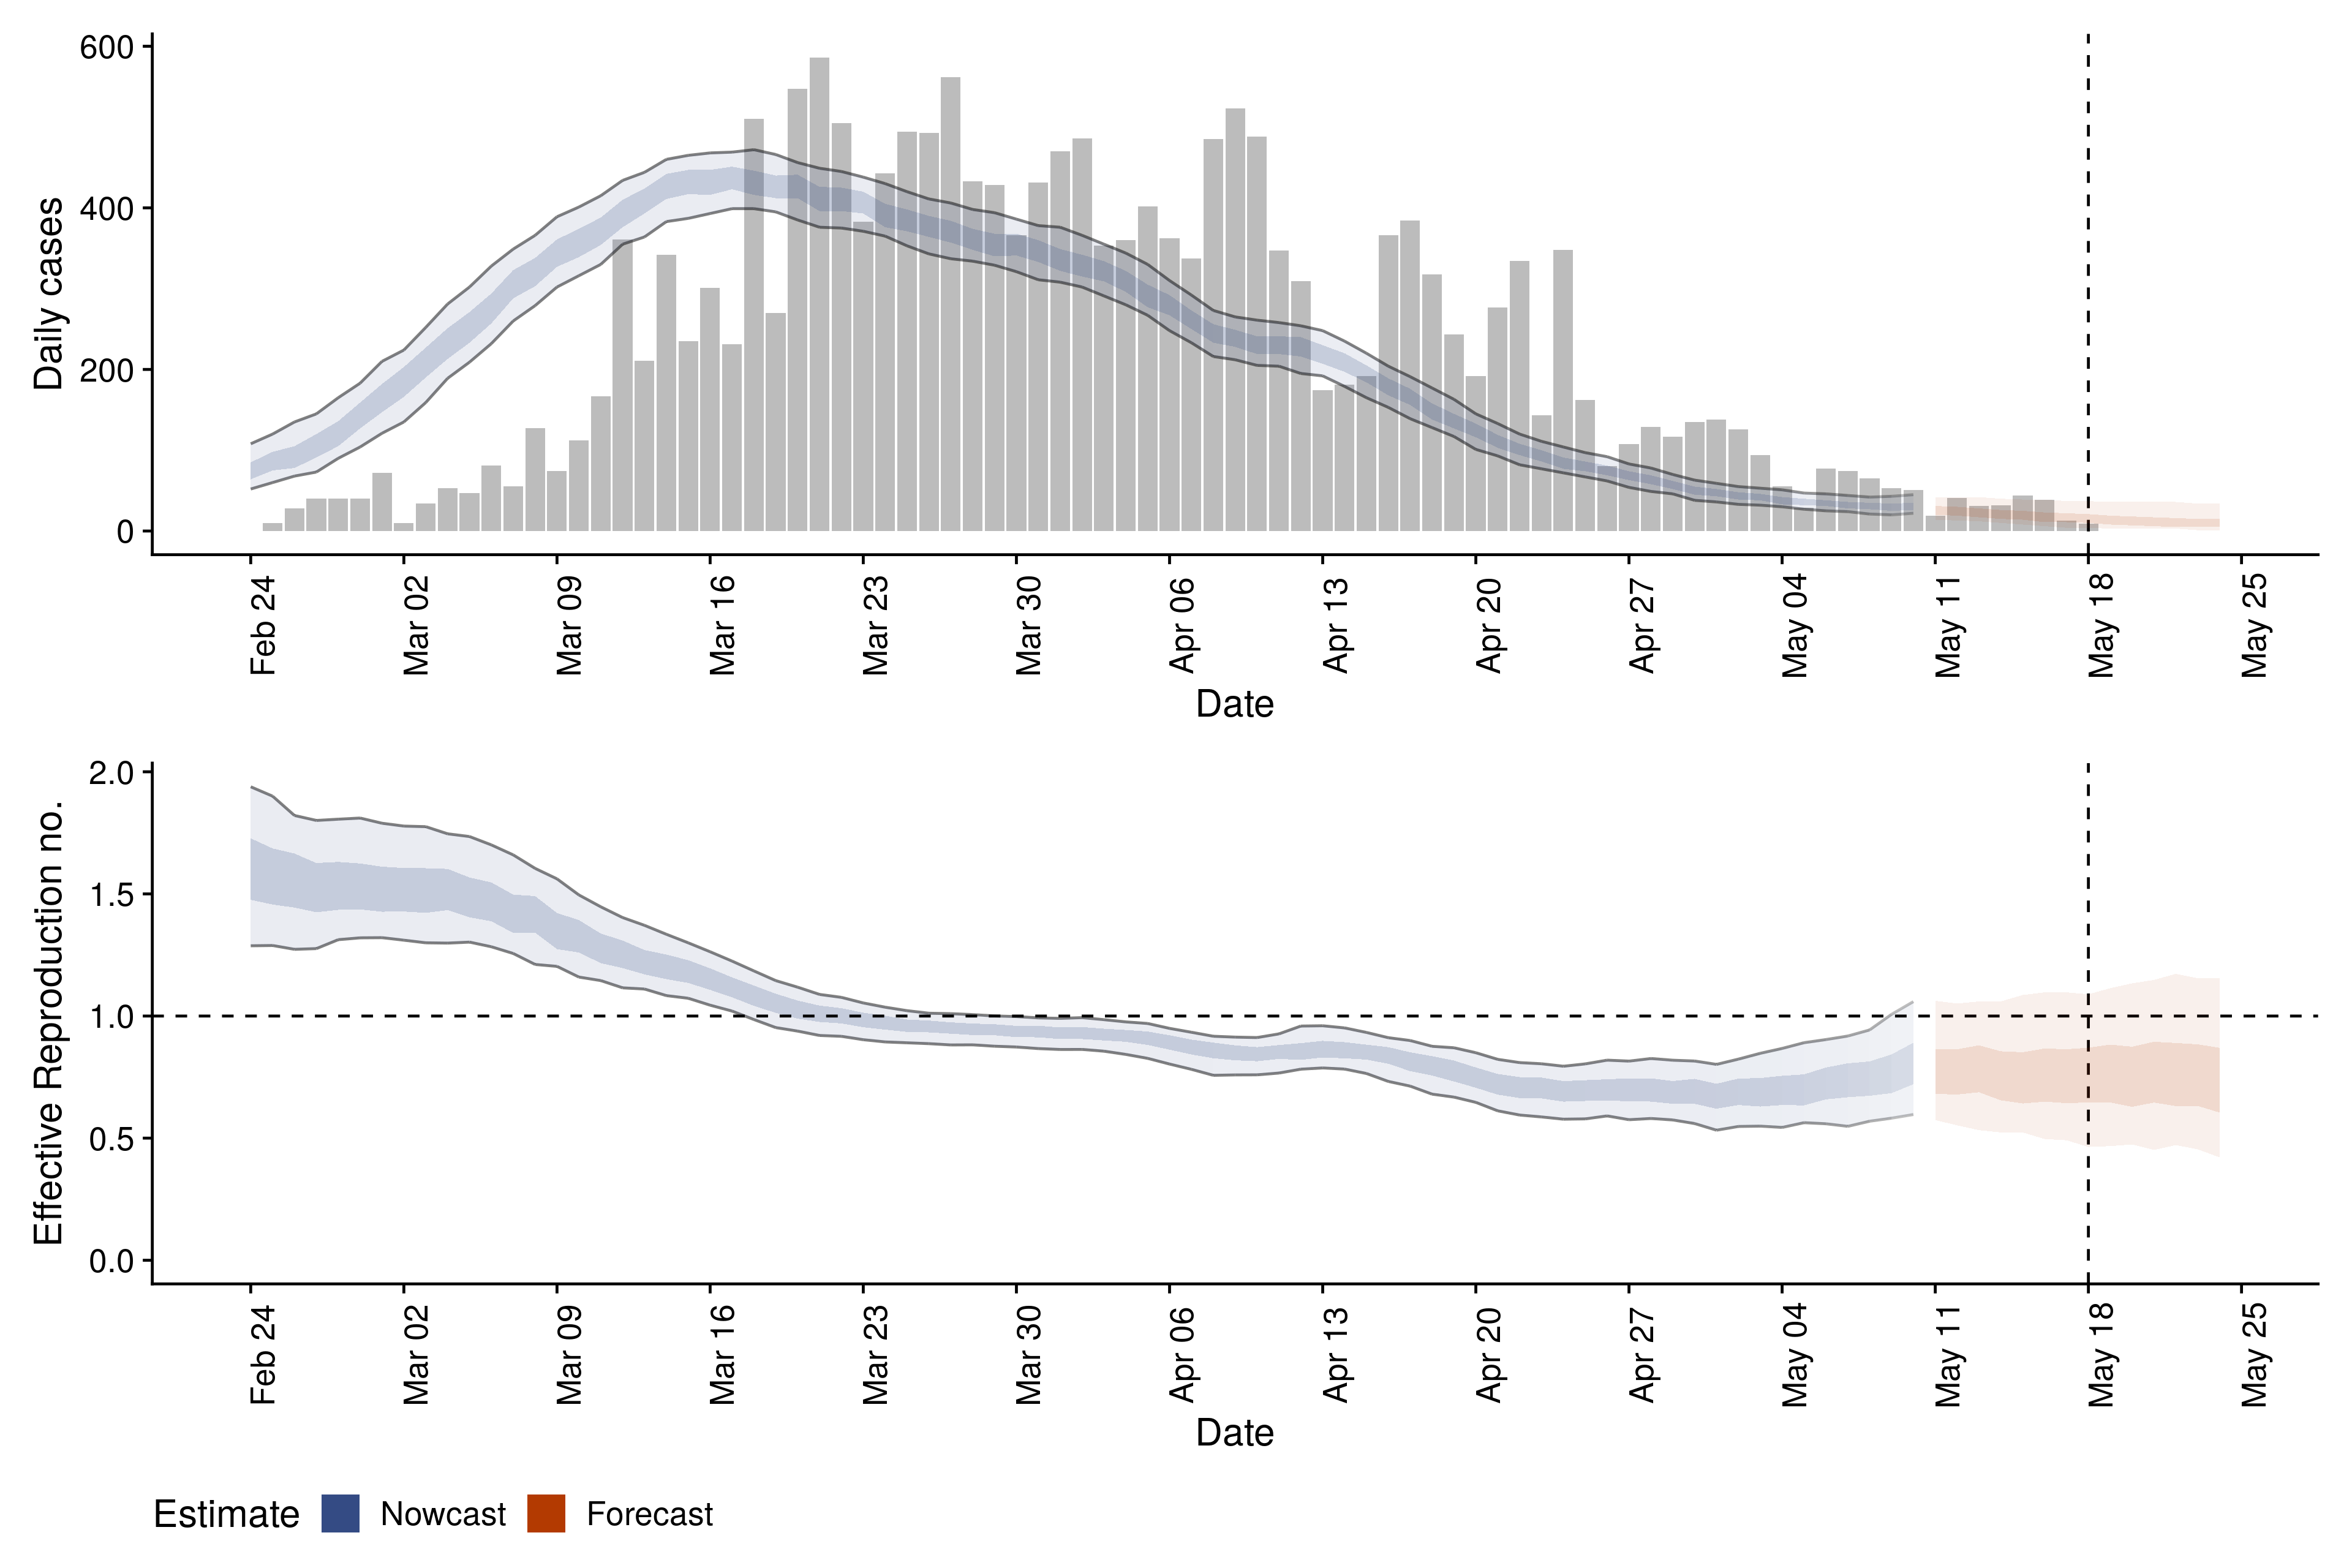 Daily cases
600
400
200
0
Feb 24
Mar 02
Mar 09
Mar 16
Mar 23
Mar 30
Apr 06
Apr 13
Apr 20
Apr 27
May 04
May 11
May 18
May 25
Date
Effective Reproduction no.
2.0
1.5
1.0
0.5
0.0
Feb 24
Mar 02
Mar 09
Mar 16
Mar 23
Mar 30
Apr 06
Apr 13
Apr 20
Apr 27
May 04
May 11
May 18
May 25
Date
Estimate Nowcast Forecast